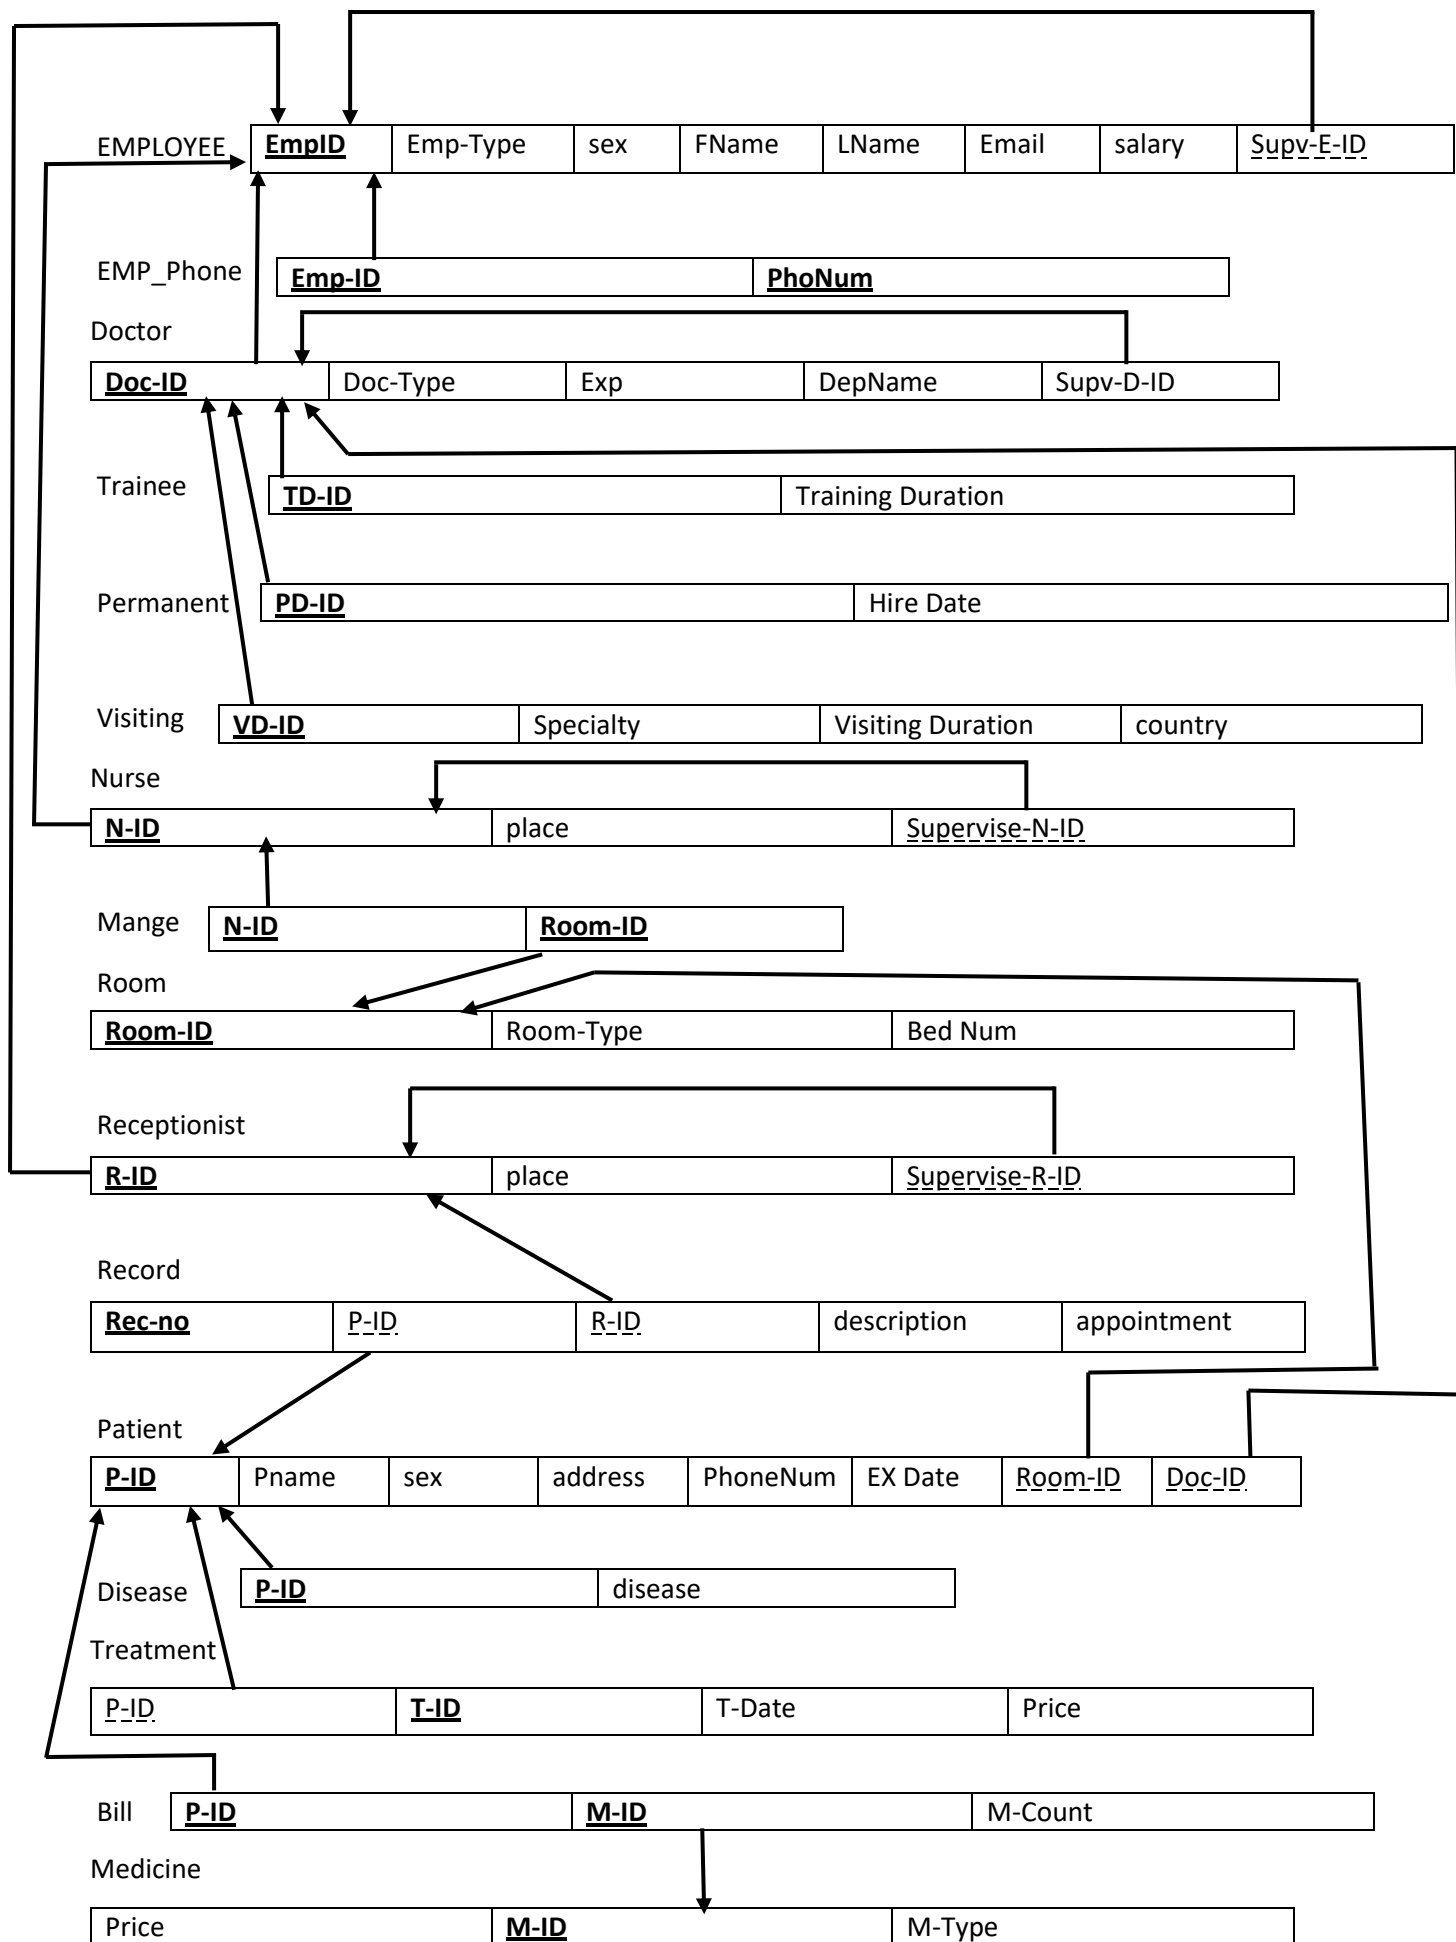 EMPLOYEE EmpID Emp-Type sex FName LName Email salary Supv-E-ID
EMP_Phone Emp-ID PhoNum
Doctor
Doc-ID Doc-Type Exp DepName Supv-D-ID
Trainee TD-ID Training Duration
Permanent PD-ID Hire Date
Visiting VD-ID Specialty Visiting Duration country
Nurse
N-ID place Supervise-N-ID
Mange N-ID Room-ID
Room
Room-ID Room-Type Bed Num
Receptionist
R-ID place Supervise-R-ID
Record
Rec-no P-ID R-ID description appointment
Patient
P-ID Pname sex address PhoneNum EX Date Room-ID Doc-ID
Disease P-ID disease
Treatment
P-ID T-ID T-Date Price
Bill P-ID M-ID M-Count
Medicine
Price M-ID M-Type